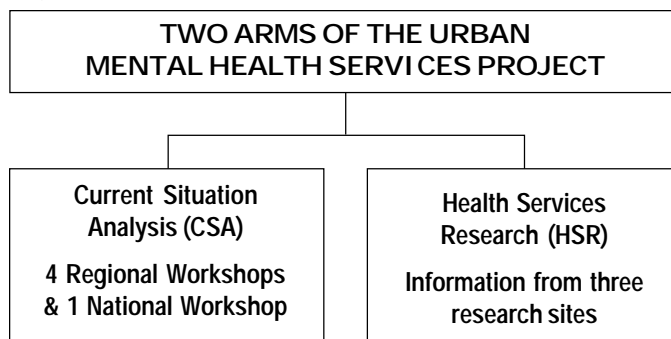 TWO ARMS OF THE URBAN
MENTAL HEALTH SERVICES PROJECT
Current Situation
Analysis (CSA)
4 Regional Workshops
& 1 National Workshop
Health Services
Research (HSR)
Information from three
research sites